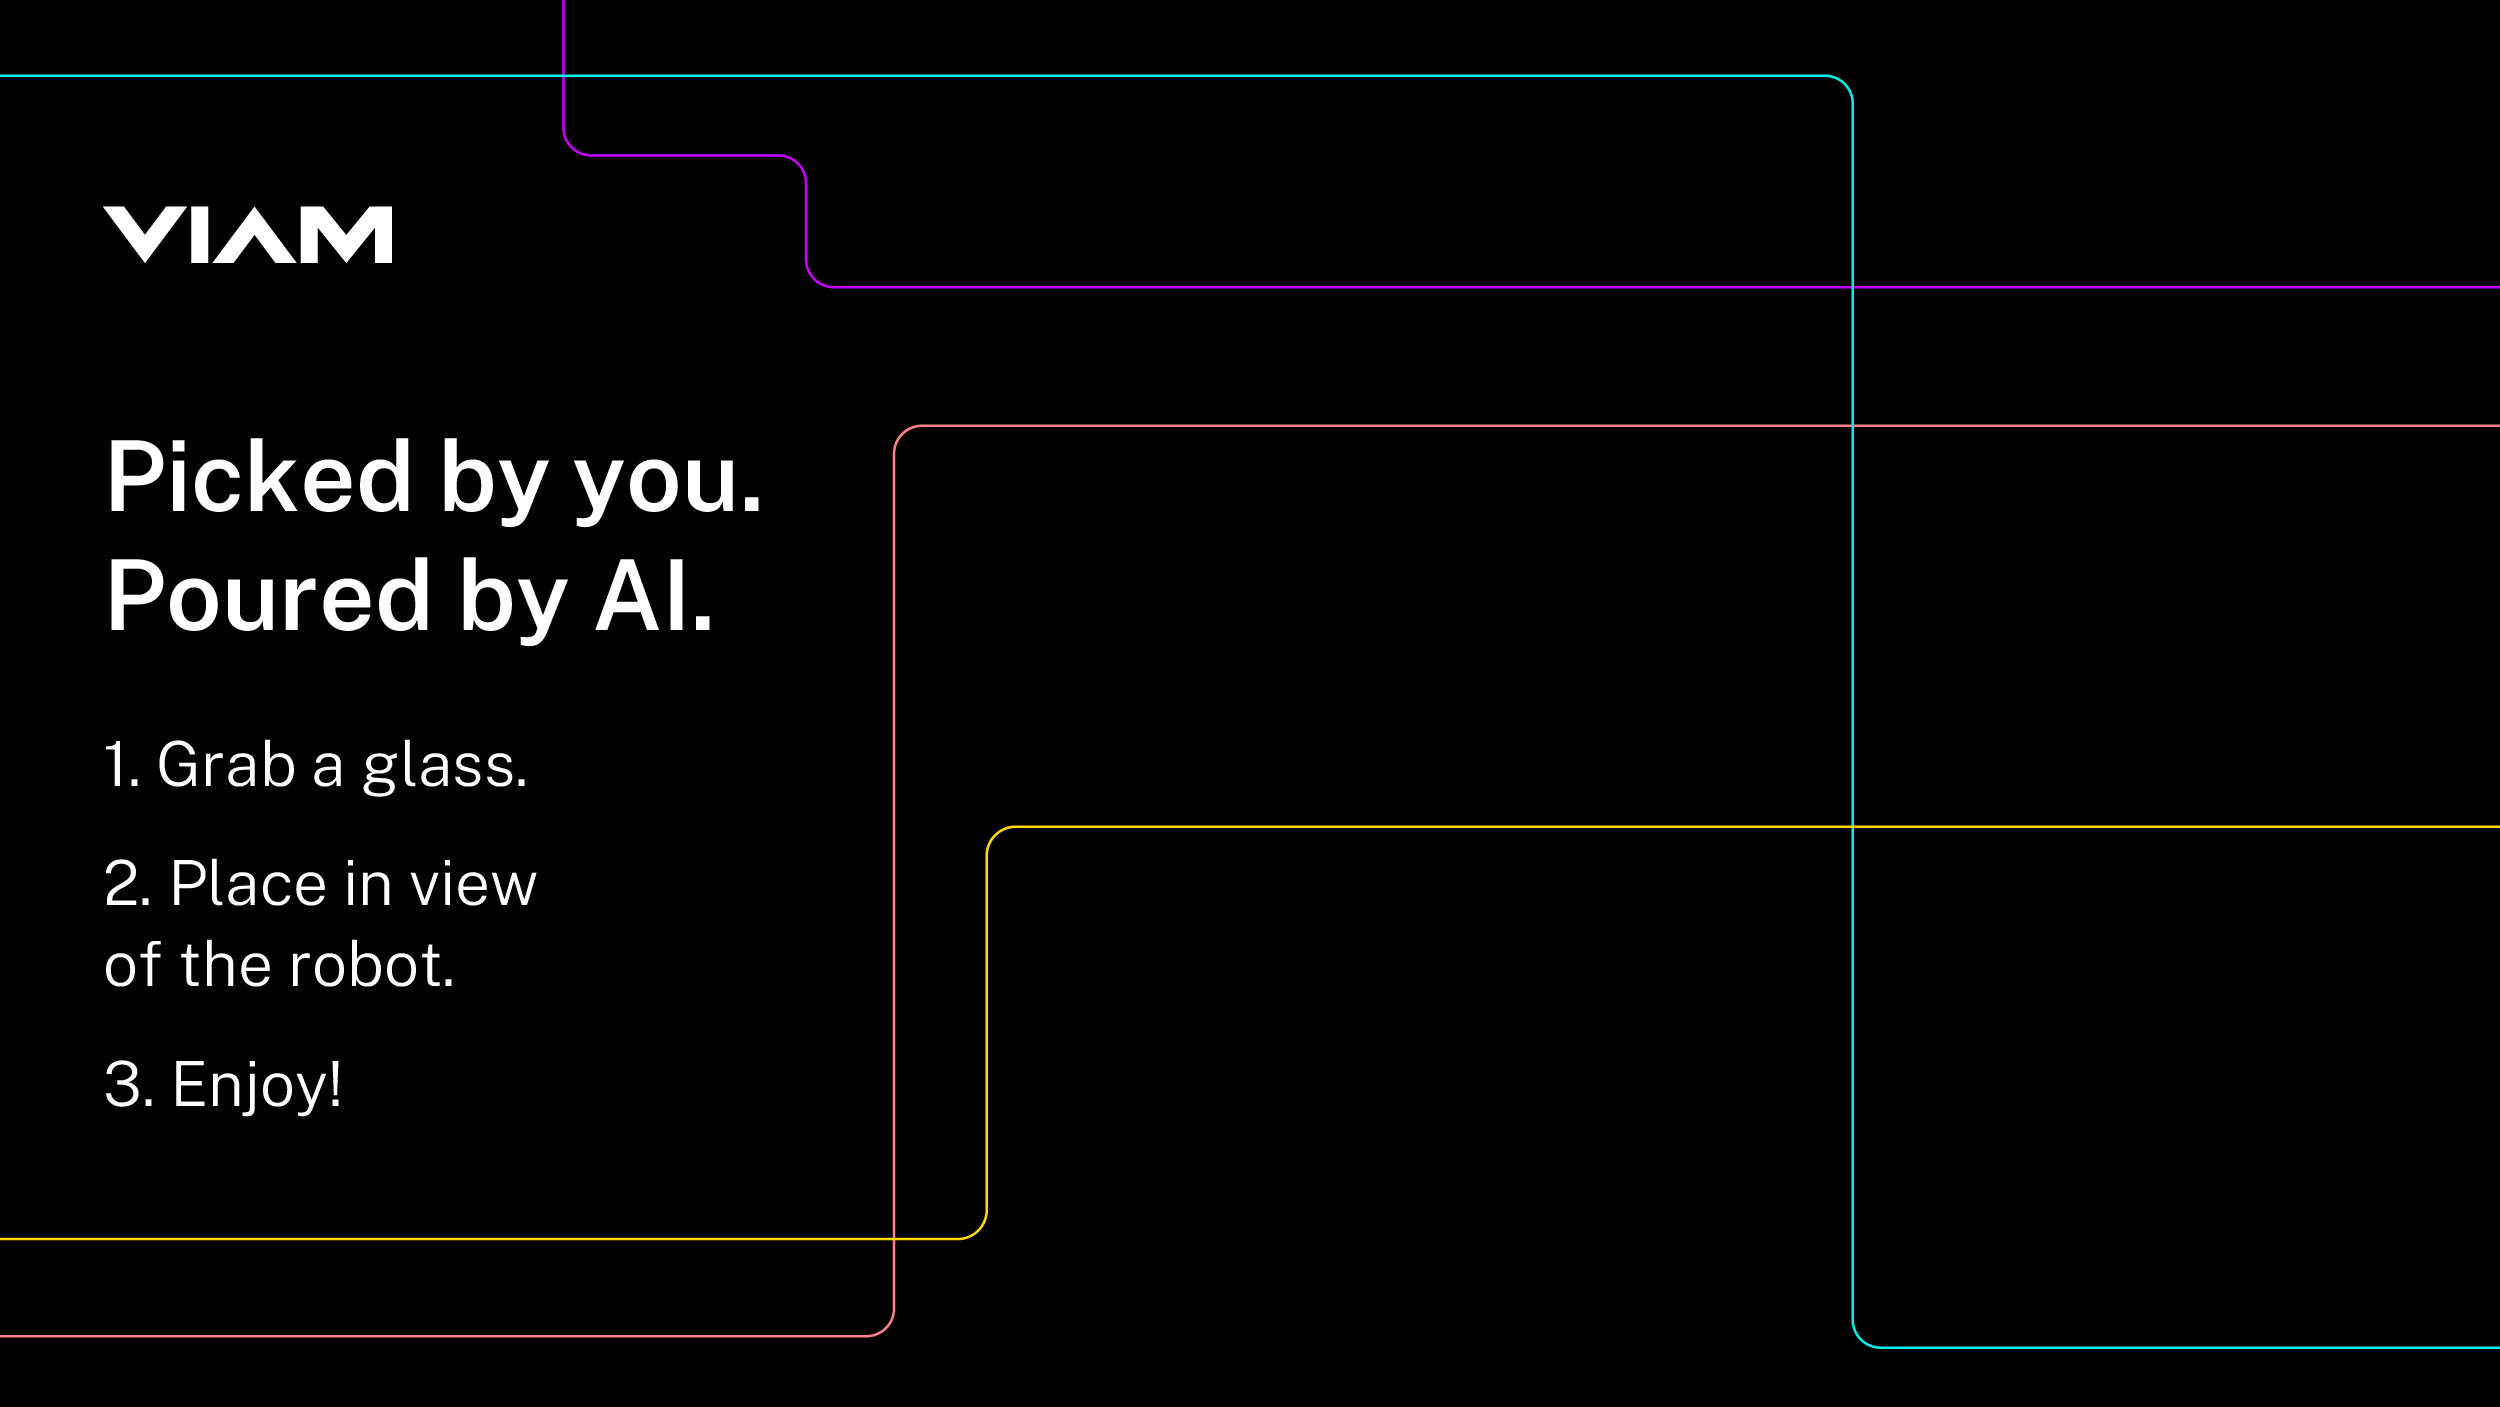 VIAM
Picked by you.
Poured by AI.
1. Grab a glass.
2. Place in view
of the robot.
3. Enjoy!